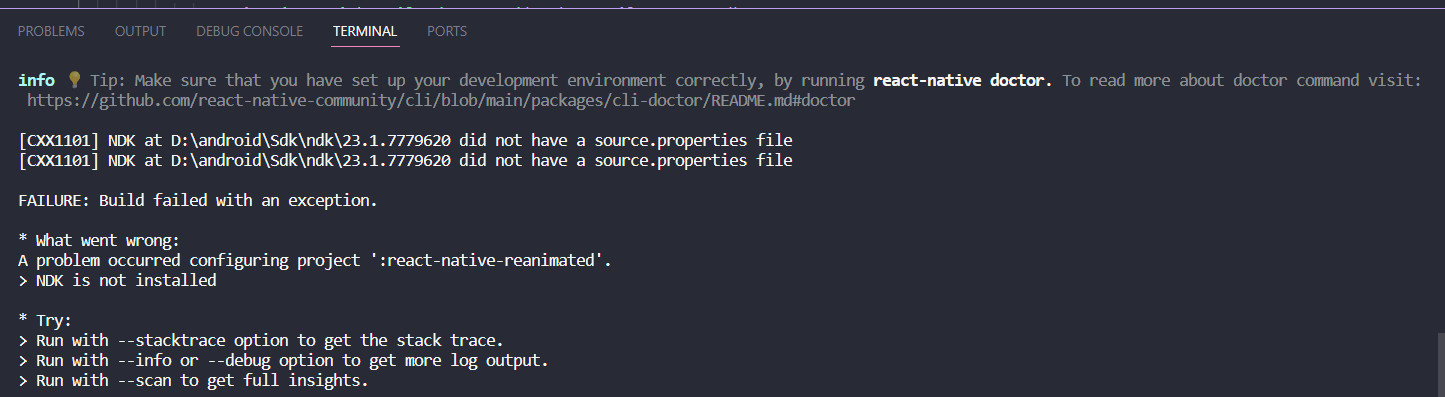 PROBLEMS OUTPUT DEBUG CONSOLE TERMINAL PORTS
info 💡 Tip: Make sure that you have set up your development environment correctly, by running react-native doctor. To read more about doctor command visit:
https://github.com/react-native-community/cli/blob/main/packages/cli-doctor/README.md#doctor
[CXX1101] NDK at D:\android\Sdk\ndk\23.1.7779620 did not have a source.properties file
[CXX1101] NDK at D:\android\Sdk\ndk\23.1.7779620 did not have a source.properties file
FAILURE: Build failed with an exception.
* What went wrong:
A problem occurred configuring project ':react-native-reanimated'.
> NDK is not installed
* Try:
> Run with --stacktrace option to get the stack trace.
> Run with --info or --debug option to get more log output.
> Run with --scan to get full insights.